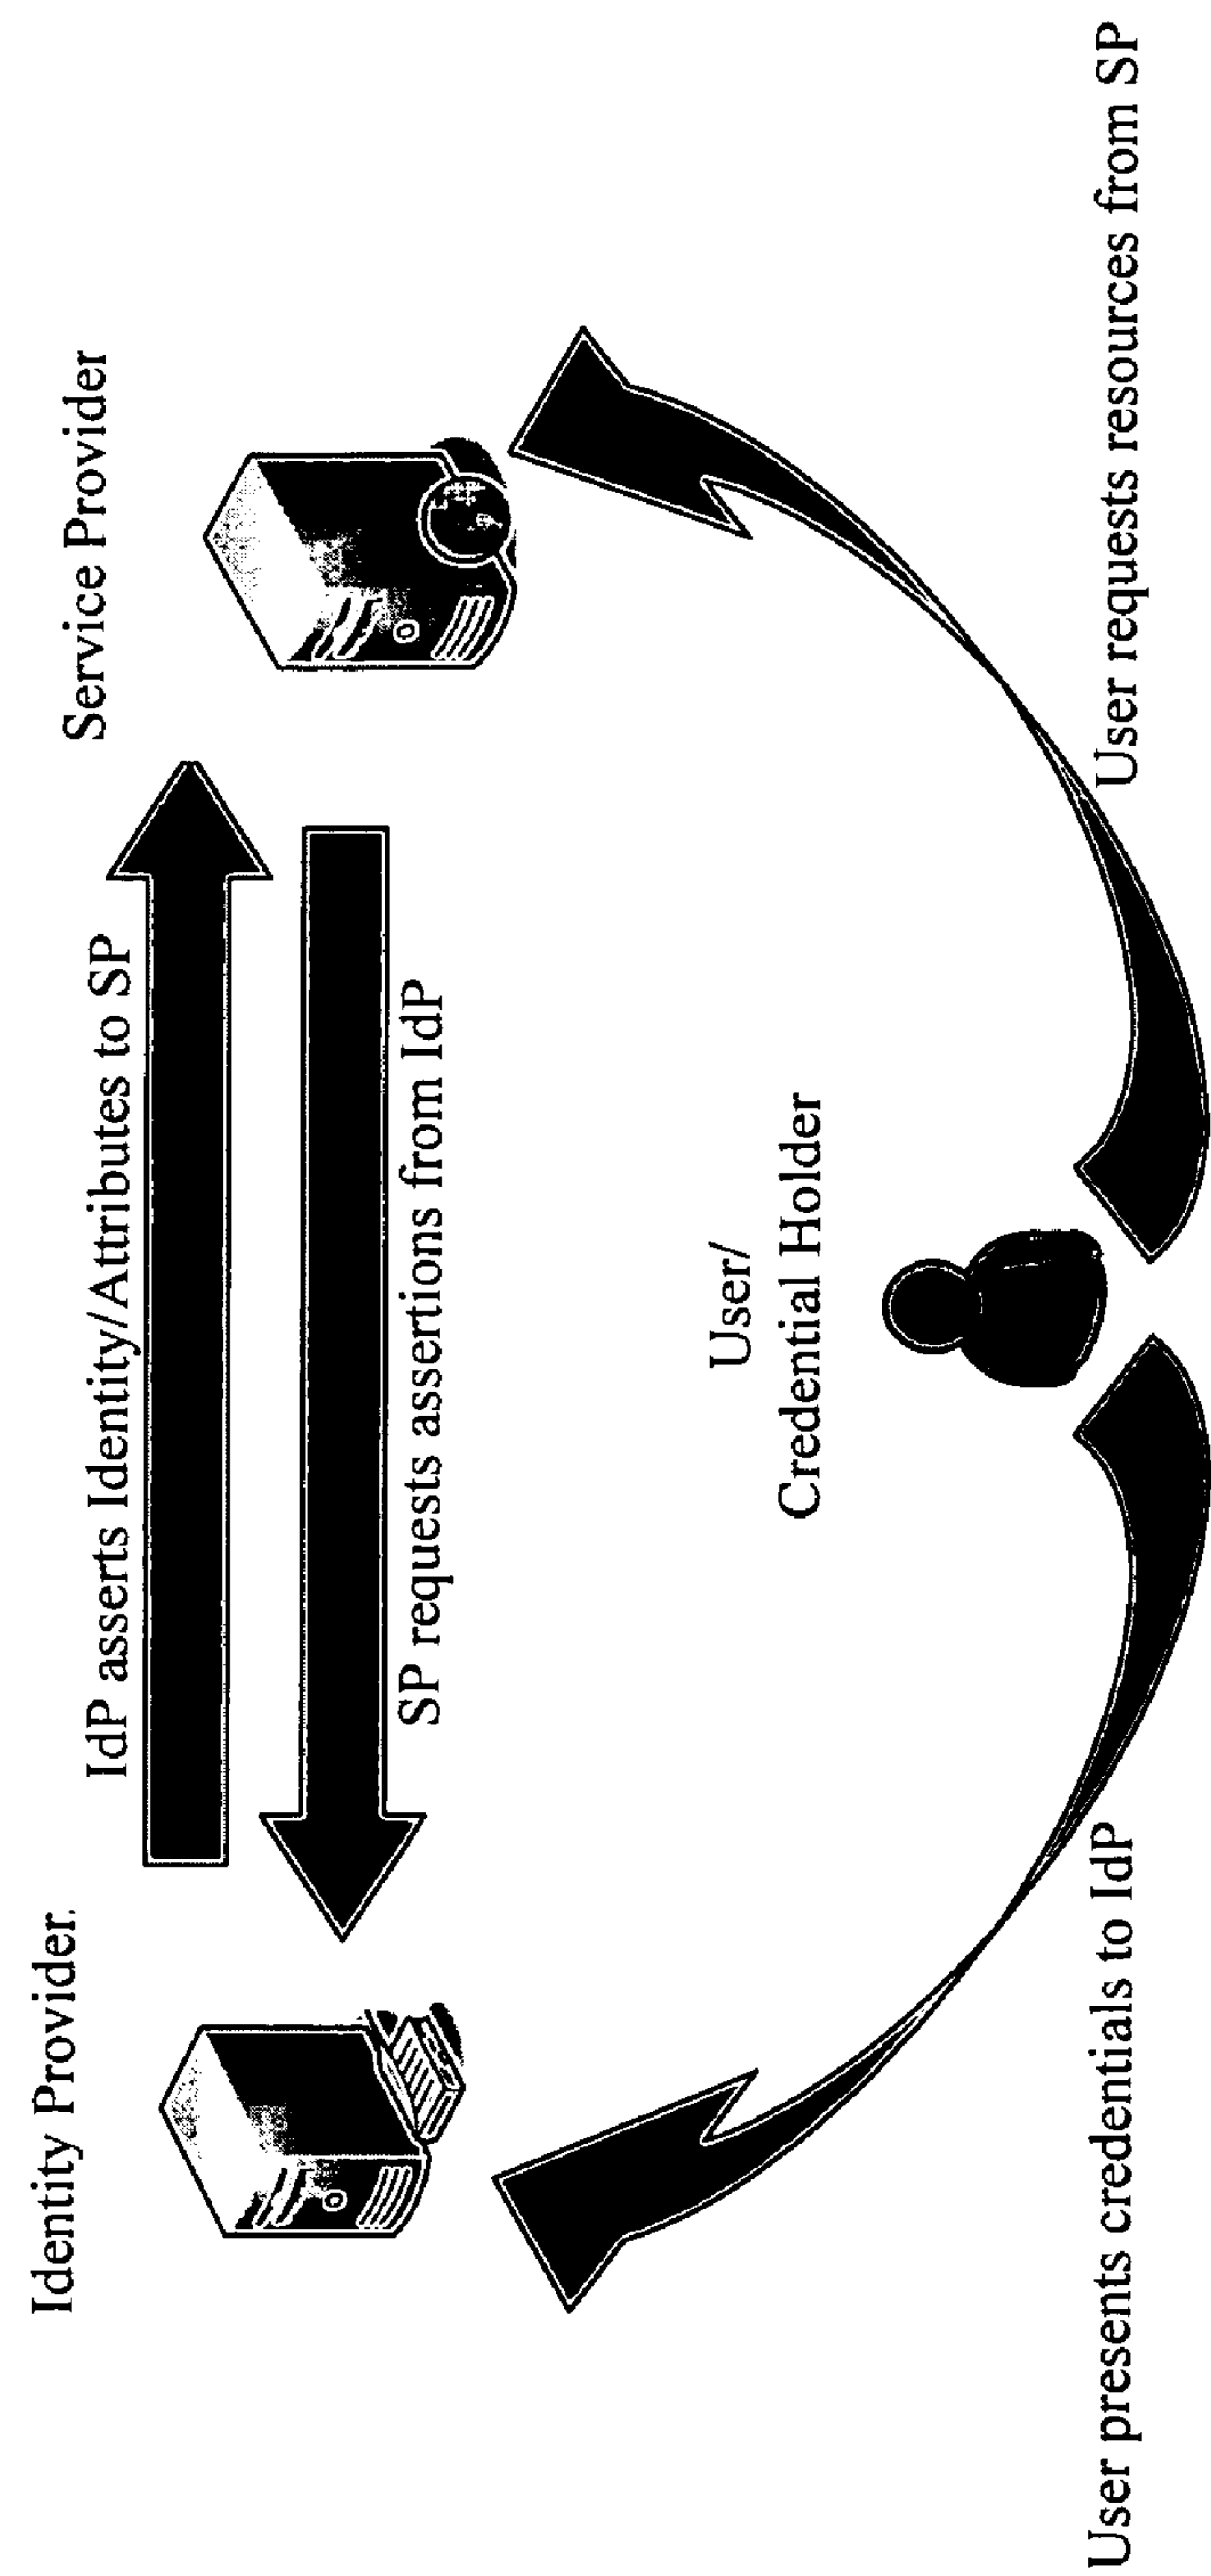 Identity Provider.
Service Provider
IdP asserts Identity/Attributes to SP
SP requests assertions from IdP
User/
Credential Holder
User presents credentials to IdP
User requests resources from SP